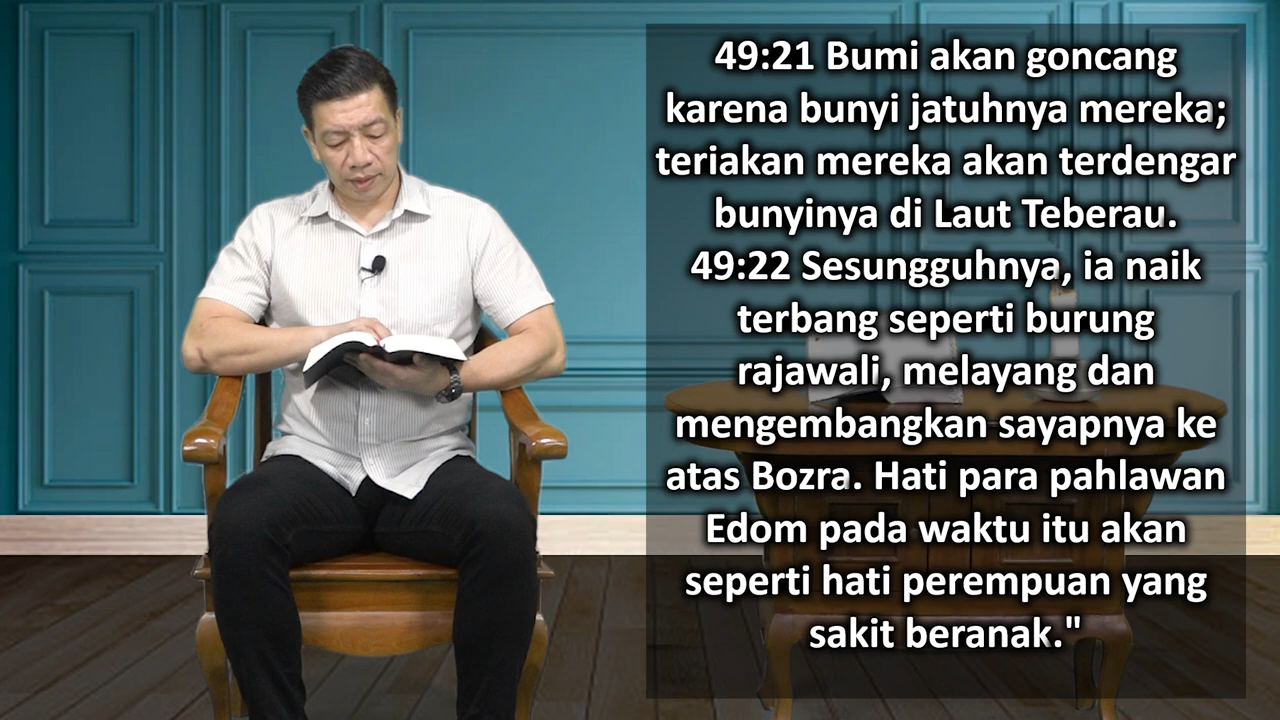 49:21 Bumi akan goncang
karena bunyi jatuhnya mereka;
teriakan mereka akan terdengar
bunyinya di Laut Teberau.
49:22 Sesungguhnya, ia naik
terbang seperti burung
rajawali, melayang dan
mengembangkan sayapnya ke
atas Bozra. Hati para pahlawan
Edom pada waktu itu akan
seperti hati perempuan yang
sakit beranak."